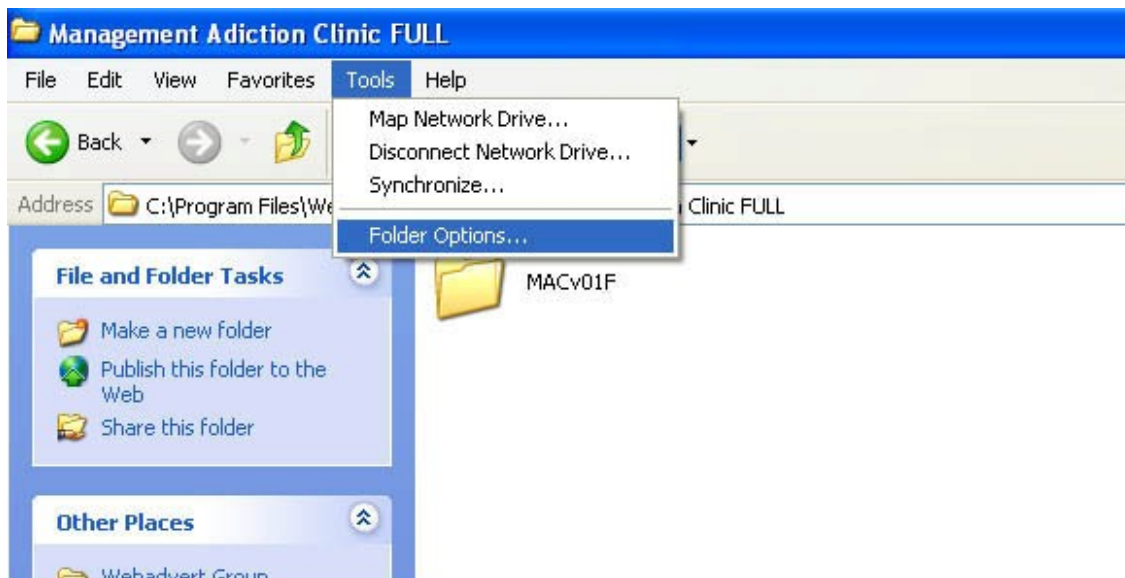 Management Adiction Clinic FULL
File Edit View Favorites Tools Help
Map Network Drive...
Disconnect Network Drive...
Synchronize...
Folder Options...
Back
Address C:\Program Files\We Clinic FULL
File and Folder Tasks
Make a new folder
Publish this folder to the
Web
Share this folder
MACv01F
Other Places
Webadvert Group